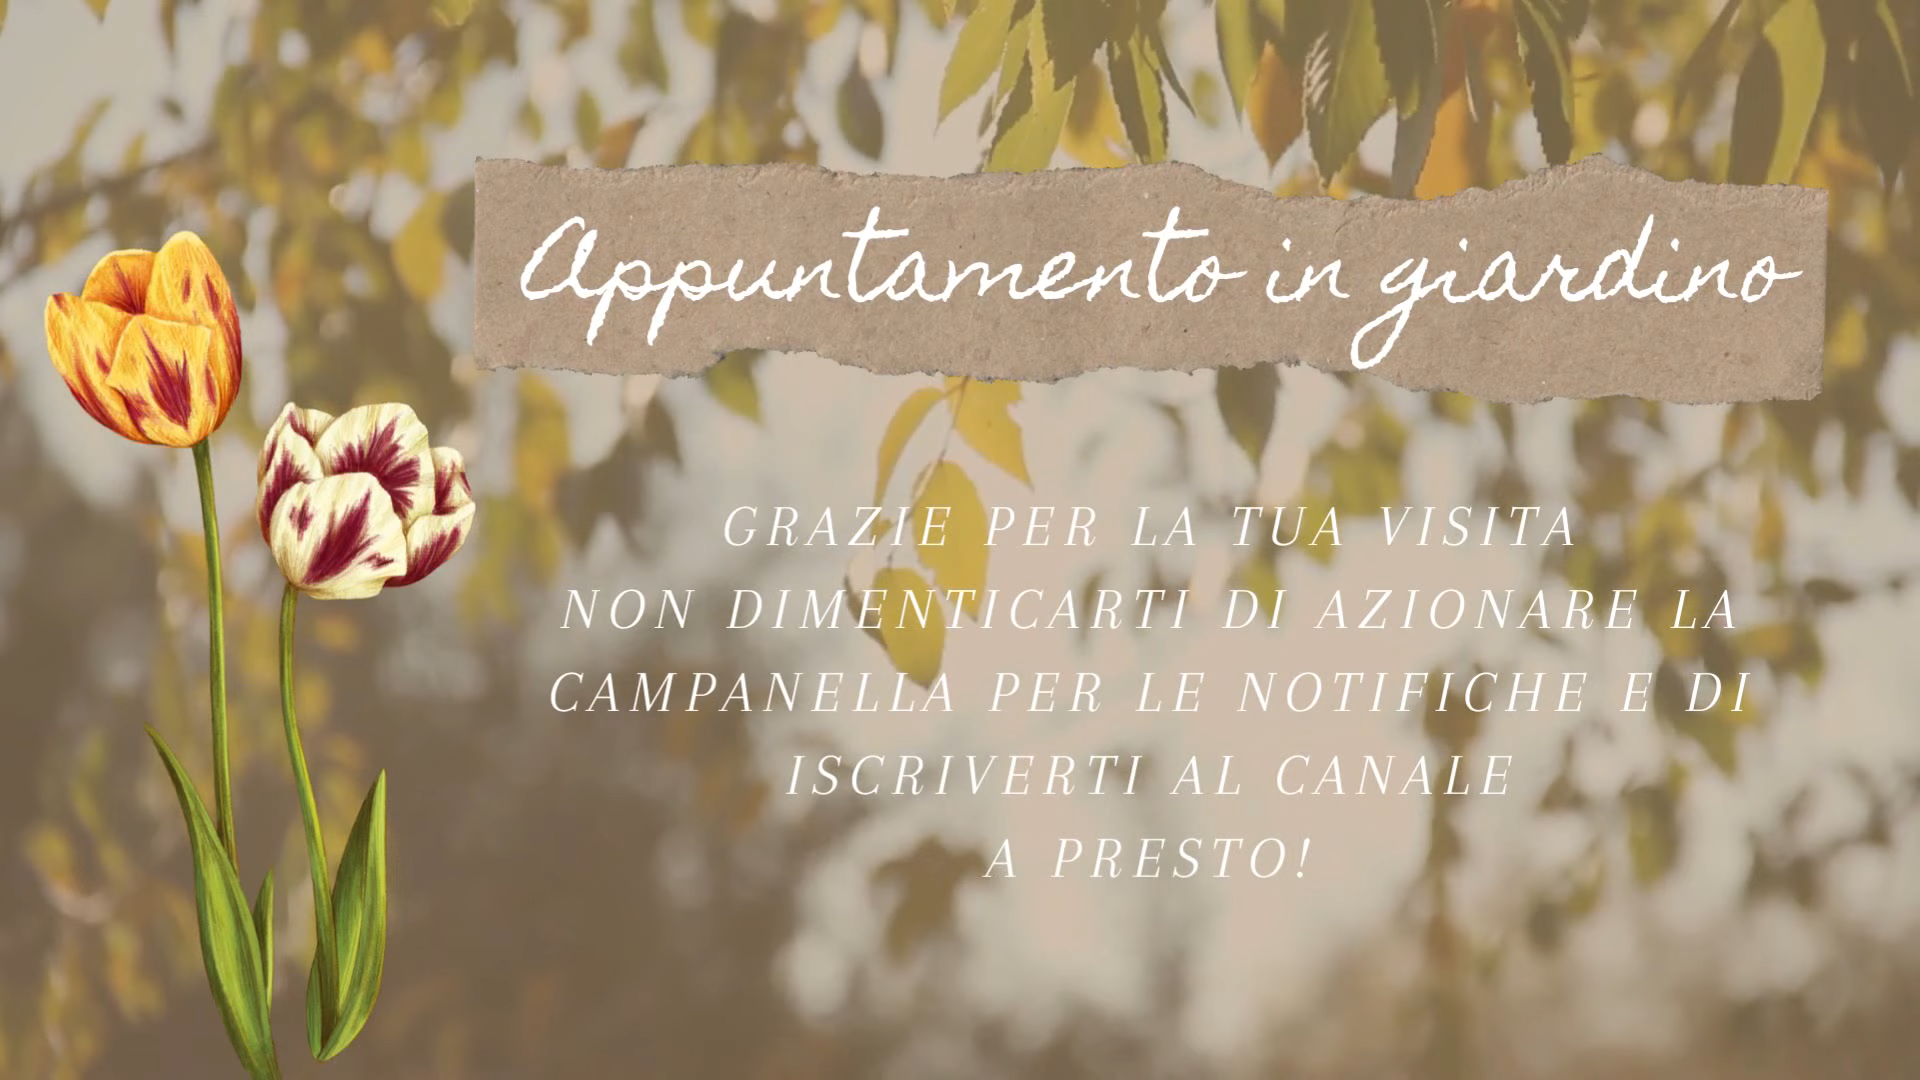 Appuntamento in giardino
GRAZIE PER LA TUA VISITA
NON DIMENTICARTI DI AZIONARE LA
CAMPANELLA PER LE NOTIFICHE E DI
ISCRIVERTI AL CANALE
A PRESTO!